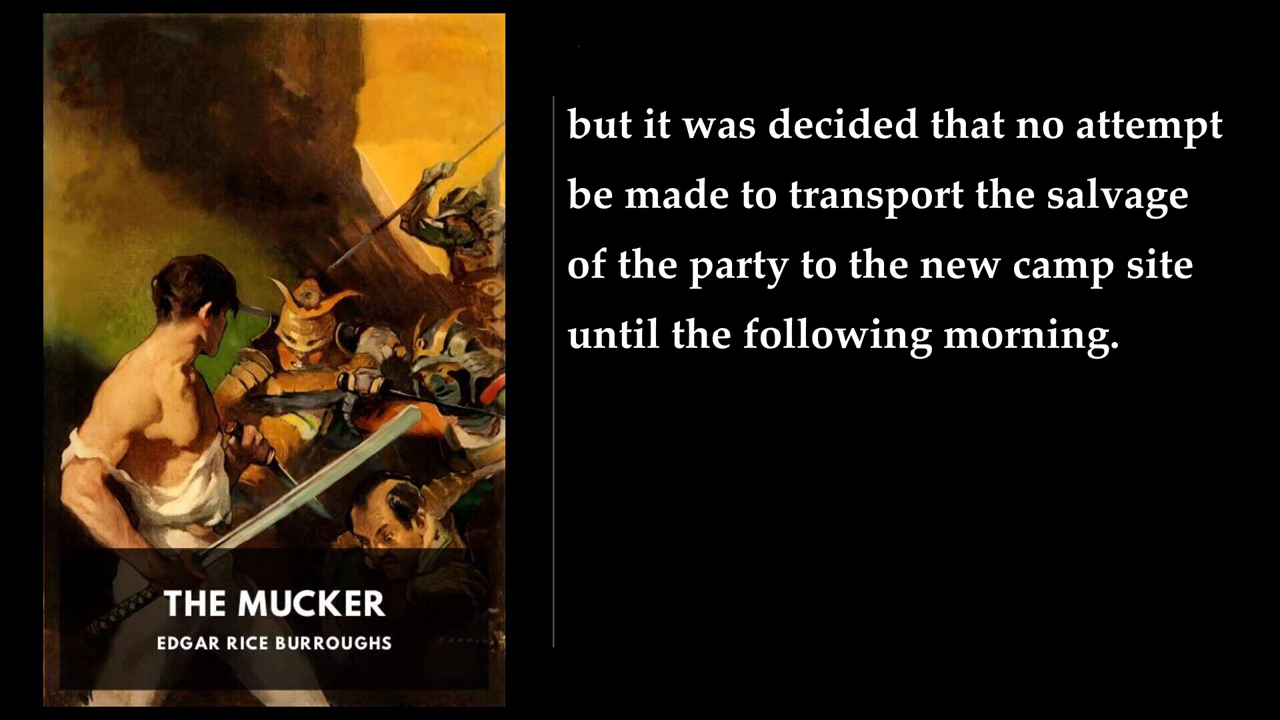 but it was decided that no attempt
be made to transport the salvage
of the party to the new camp site
until the following morning.
THE MUCKER
EDGAR RICE BURROUGHS